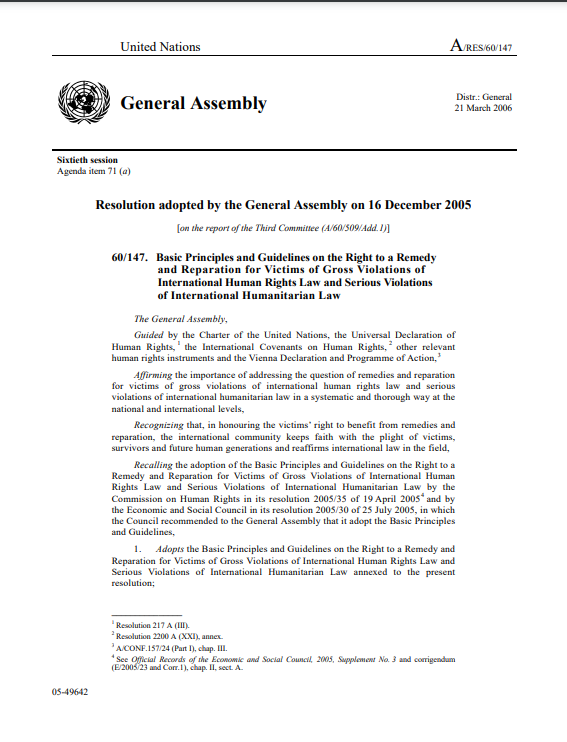 United Nations
A/RES/60/147
General Assembly
Distr.: General
21 March 2006
Sixtieth session
Agenda item 71 (a)
Resolution adopted by the General Assembly on 16 December 2005
[on the report of the Third Committee (A/60/509/Add.1)]
60/147. Basic Principles and Guidelines on the Right to a Remedy
and Reparation for Victims of Gross Violations of
International Human Rights Law and Serious Violations
of International Humanitarian Law
The General Assembly,
Guided by the Charter of the United Nations, the Universal Declaration of
Human Rights,1 the International Covenants on Human Rights,2 other relevant
human rights instruments and the Vienna Declaration and Programme of Action,3
Affirming the importance of addressing the question of remedies and reparation
for victims of gross violations of international human rights law and serious
violations of international humanitarian law in a systematic and thorough way at the
national and international levels,
Recognizing that, in honouring the victims' right to benefit from remedies and
reparation, the international community keeps faith with the plight of victims,
survivors and future human generations and reaffirms international law in the field,
Recalling the adoption of the Basic Principles and Guidelines on the Right to a
Remedy and Reparation for Victims of Gross Violations of International Human
Rights Law and Serious Violations of International Humanitarian Law by the
Commission on Human Rights in its resolution 2005/35 of 19 April 20054 and by
the Economic and Social Council in its resolution 2005/30 of 25 July 2005, in which
the Council recommended to the General Assembly that it adopt the Basic Principles
and Guidelines,
1. Adopts the Basic Principles and Guidelines on the Right to a Remedy and
Reparation for Victims of Gross Violations of International Human Rights Law and
Serious Violations of International Humanitarian Law annexed to the present
resolution;
1 Resolution 217 A (III).
2 Resolution 2200 A (XXI), annex.
3 A/CONF.157/24 (Part I), chap. III.
4 See Official Records of the Economic and Social Council, 2005, Supplement No. 3 and corrigendum
(E/2005/23 and Corr.1), chap. II, sect. A.
05-49642